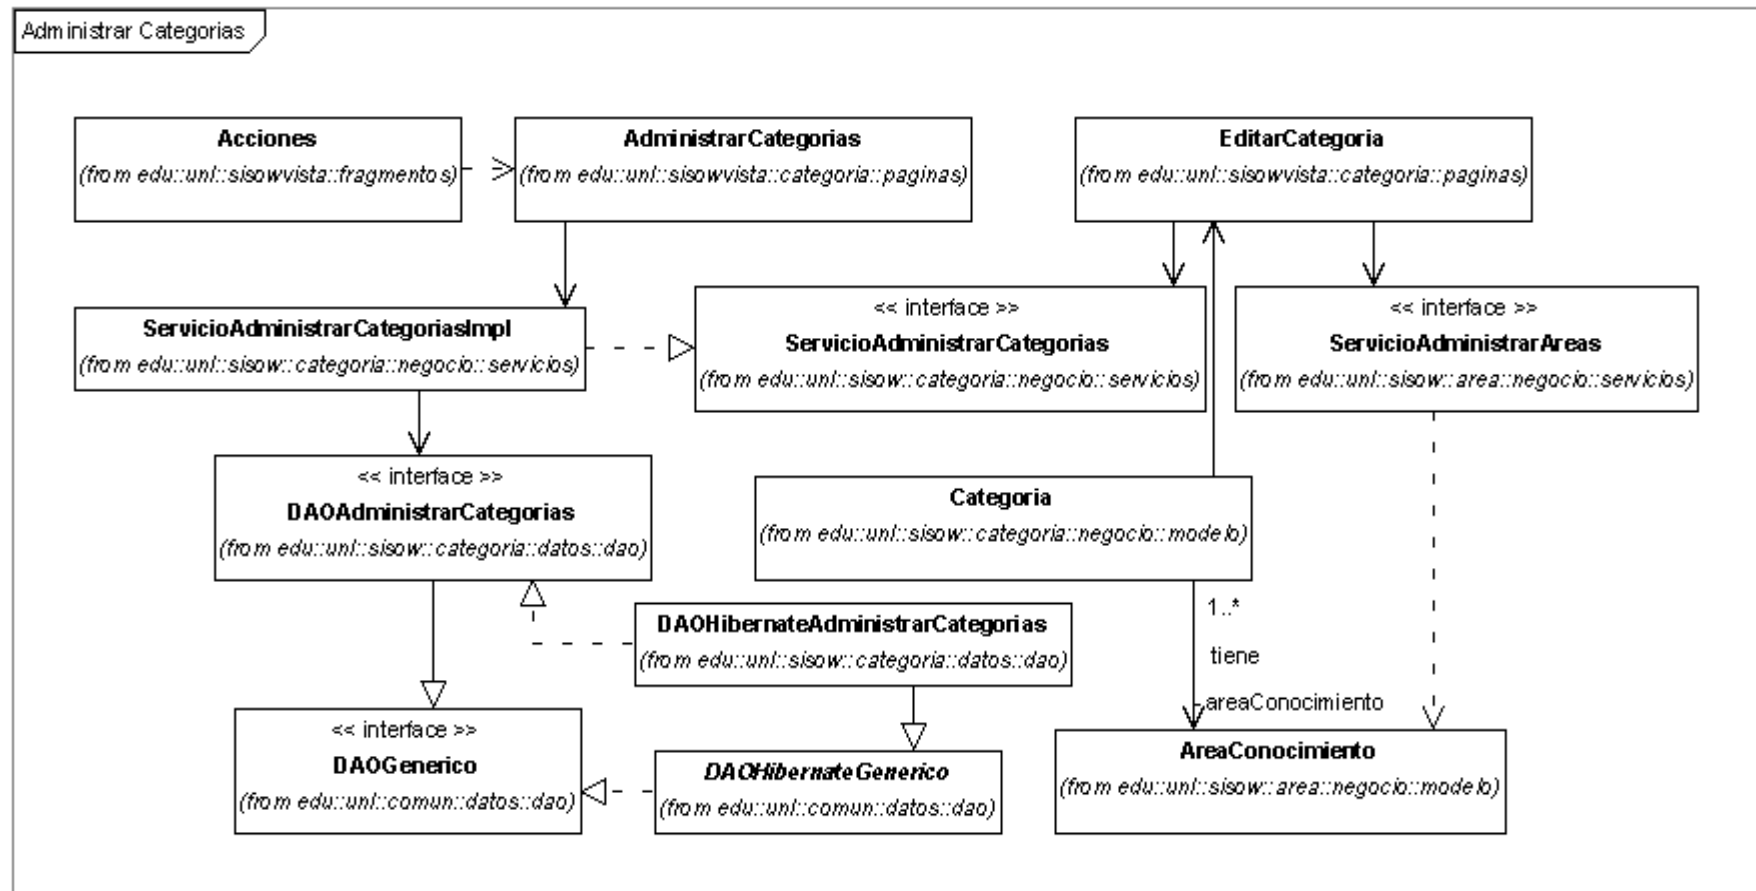 Administrar Categorias
Acciones
(from edu::unl::sisowvista::fragmentos)
AdministrarCategorias
(from edu::unl::sisowvista::categoria::paginas)
EditarCategoria
(from edu::unl::sisowvista::categoria::paginas)
ServicioAdministrarCategoriasImpl
(from edu::unl::sisow::categoria::negocio::servicios)
<< interface >>
ServicioAdministrarCategorias
(from edu::unl::sisow::categoria::negocio::servicios)
<< interface >>
ServicioAdministrarAreas
(from edu::unl::sisow::area::negocio::servicios)
<< interface >>
DAOAdministrarCategorias
(from edu::unl::sisow::categoria::datos::dao)
Categoria
(from edu::unl::sisow::categoria::negocio::modelo)
DAOHibernateAdministrarCategorias
(from edu::unl::sisow::categoria::datos::dao)
1..*
tiene
-areaConocimiento
<< interface >>
DAOGenerico
(from edu::unl::comun::datos::dao)
DAOHibernateGenerico
(from edu::unl::comun::datos::dao)
AreaConocimiento
(from edu::unl::sisow::area::negocio::modelo)